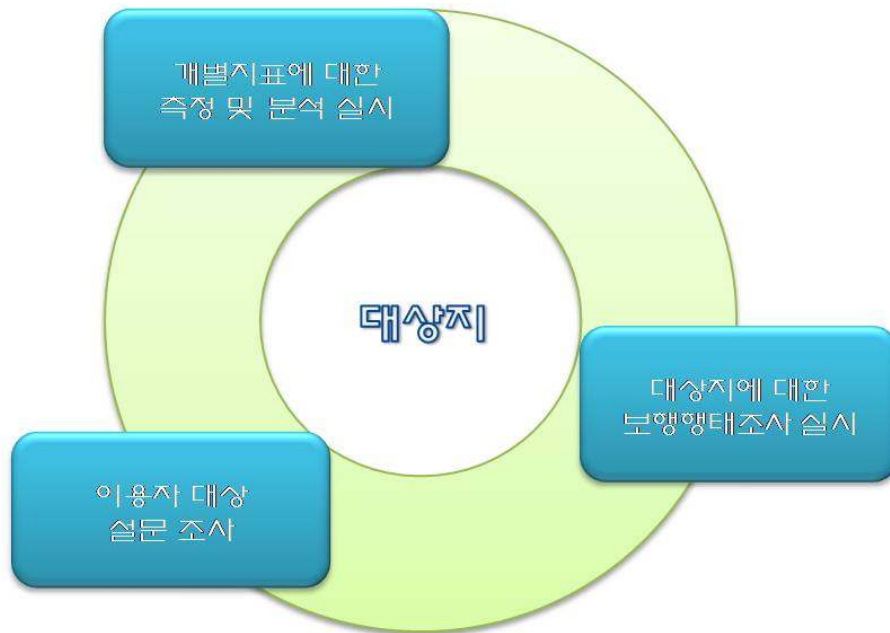 개별지표에 대한
측정 및 분석 실시
대상지
대상지에 대한
보행행태조사 실시
이용자 대상
설문 조사